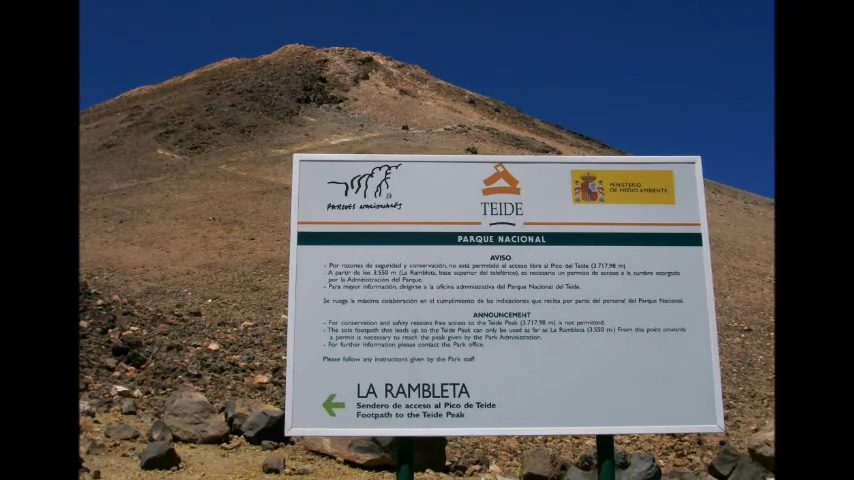 PARQUES NACIONALES
TEIDE
MINISTERIO
DE MEDIO AMBIENTE
PARQUE NACIONAL
AVISO
- Por razones de seguridad y conservación, no está permitido el acceso libre al Pico del Teide (3.717,98 m)
- A partir de los 3.550 m (La Rambleta, base superior del teleférico), es necesario un permiso de acceso a la cumbre otorgado
por la Administración del Parque.
- Para mayor información, dirigirse a la oficina administrativa del Parque Nacional del Teide.
Se ruega la máxima colaboración en el cumplimiento de las indicaciones que reciba por parte del personal del Parque Nacional.
ANNOUNCEMENT
- For conservation and safety reasons free access to the Teide Peak (3.717,98 m) is not permitted.
- The sole footpath that leads up to the Teide Peak can only be used as far as La Rambleta (3.550 m.) From this point onwards
a permit is necessary to reach the peak given by the Park Administration.
- For further information please contact the Park office.
Please follow any instructions given by the Park staff.
LA RAMBLETA
Sendero de acceso al Pico de Teide
Footpath to the Teide Peak